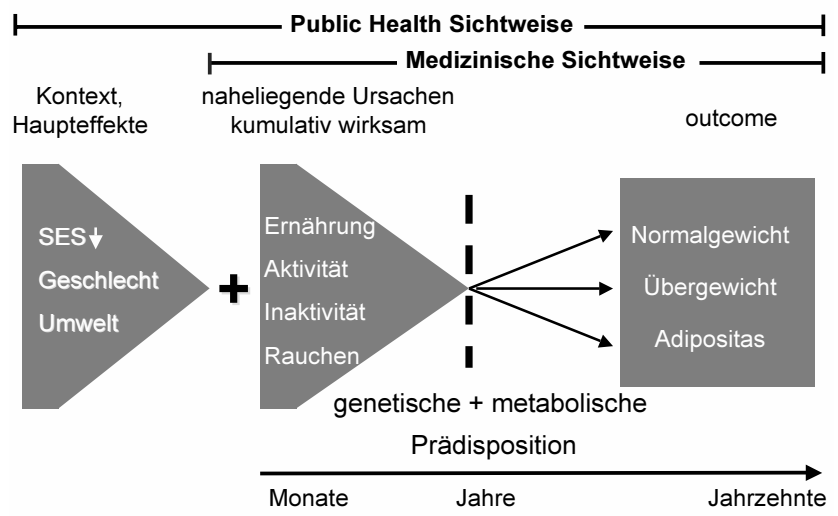 Public Health Sichtweise
Medizinische Sichtweise
Kontext,
Haupteffekte
naheliegende Ursachen
kumulativ wirksam
outcome
SES↓
Geschlecht
Umwelt
+
Ernährung
Aktivität
Inaktivität
Rauchen
Normalgewicht
Übergewicht
Adipositas
genetische + metabolische
Prädisposition
Monate Jahre Jahrzehnte